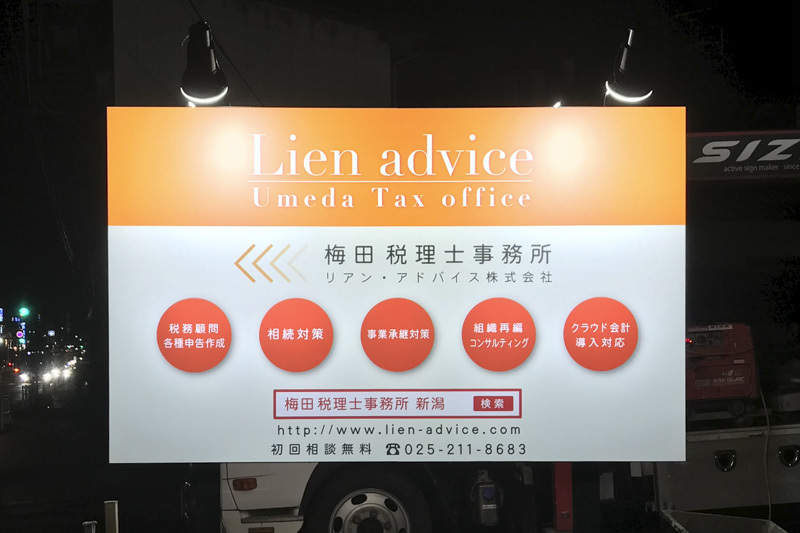 Lien advice
Umeda Tax office
梅田 税理士事務所
リアン・アドバイス株式会社
税務顧問
各種申告作成
相続対策
事業承継対策
組織再編
コンサルティング
クラウド会計
導入対応
梅田税理士事務所 新潟 検索
http://www.lien-advice.com
初回相談無料 ☎025-211-8683
SIZ
active sign maker since